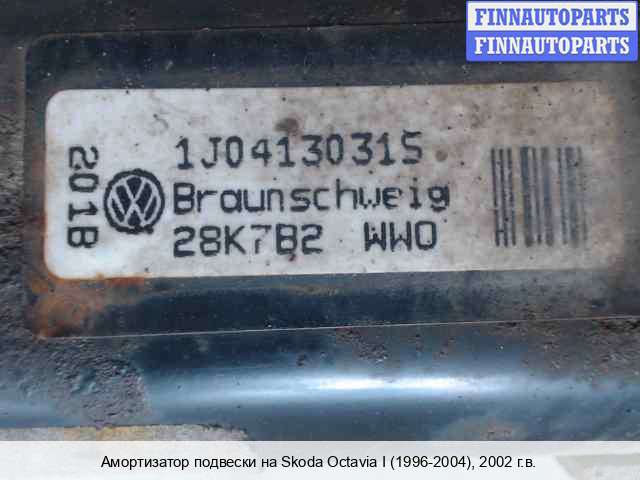 FINNAUTOPARTS
FINNAUTOPARTS
1J0413031S
201B
Braunschweig
28K7B2 WWO
Амортизатор подвески на Skoda Octavia I (1996-2004), 2002 г.в.